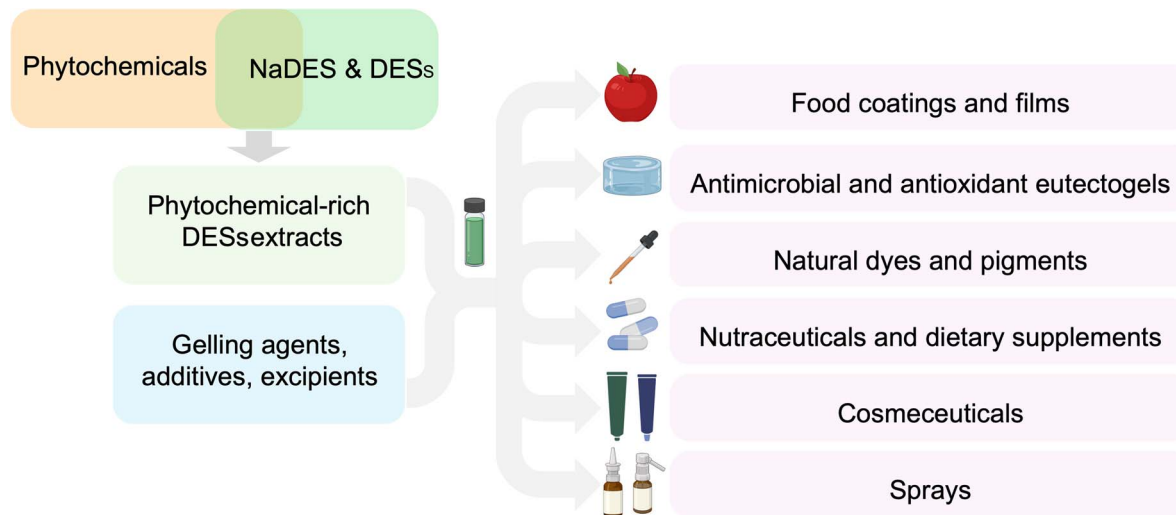 Phytochemicals
NaDES & DESs
Phytochemical-rich
DESsextracts
Gelling agents,
additives, excipients
Food coatings and films
Antimicrobial and antioxidant eutectogels
Natural dyes and pigments
Nutraceuticals and dietary supplements
Cosmeceuticals
Sprays